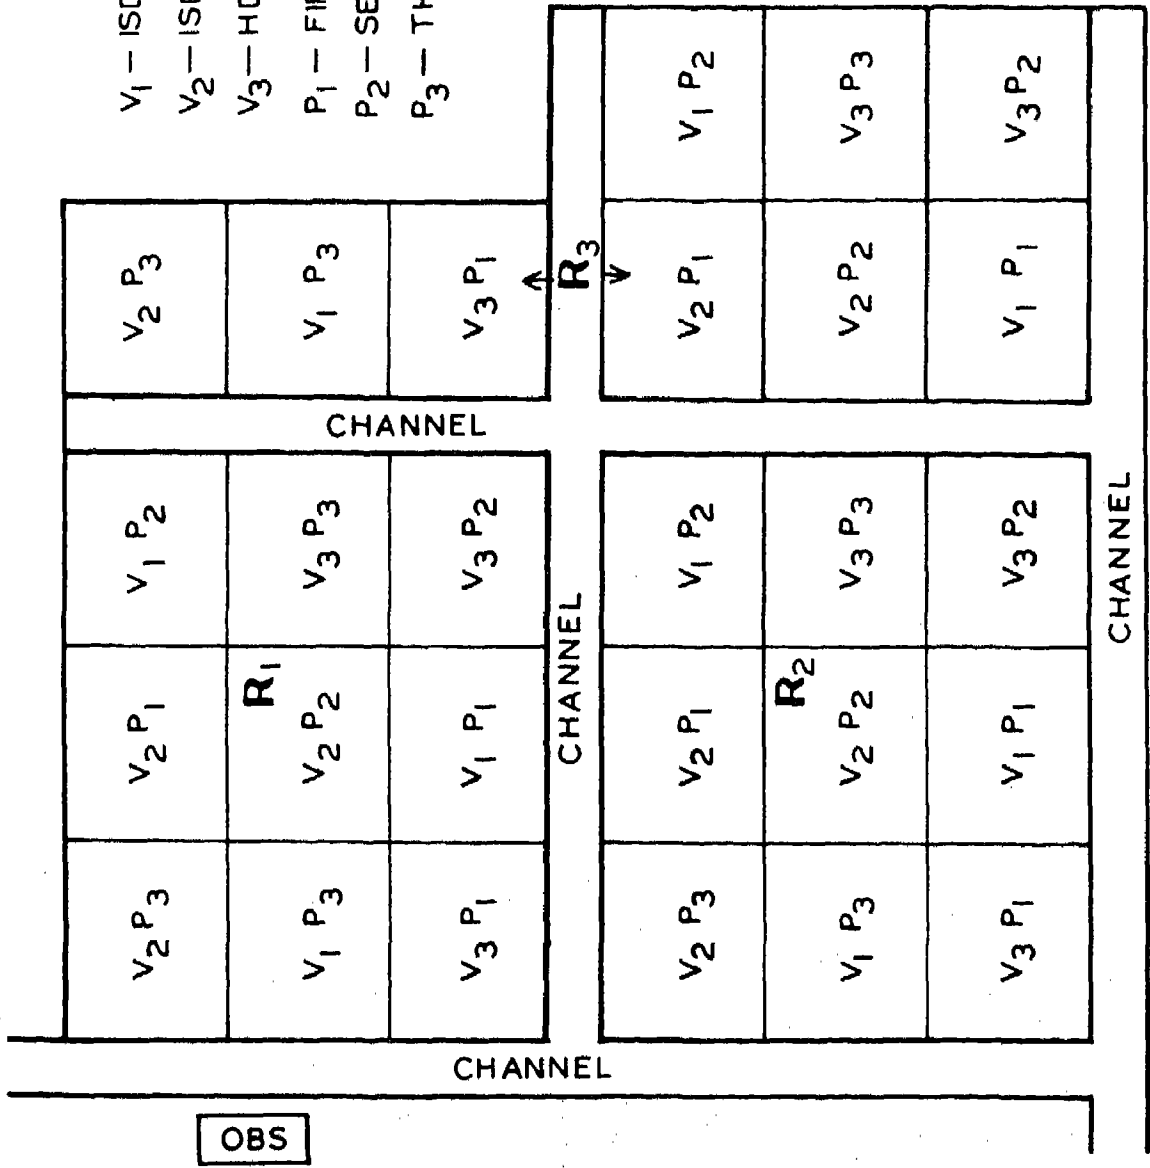 V₁ — ISD
V₂ — ISD
V₃ — HD
P₁ — FI
P₂ — SE
P₃ — TH
V₂ P₃
V₁ P₃
V₃ P₁
R₃
V₂ P₁
V₁ P₂
V₂ P₂
V₃ P₃
V₁ P₁
V₃ P₂
CHANNEL
V₁ P₂
V₃ P₃
V₃ P₂
V₂ P₁
R₁
V₂ P₂
V₁ P₁
V₂ P₃
V₁ P₃
V₃ P₁
CHANNEL
V₁ P₂
V₃ P₃
V₃ P₂
V₂ P₁
R₂
V₂ P₂
V₁ P₁
V₂ P₃
V₁ P₃
V₃ P₁
CHANNEL
CHANNEL
OBS